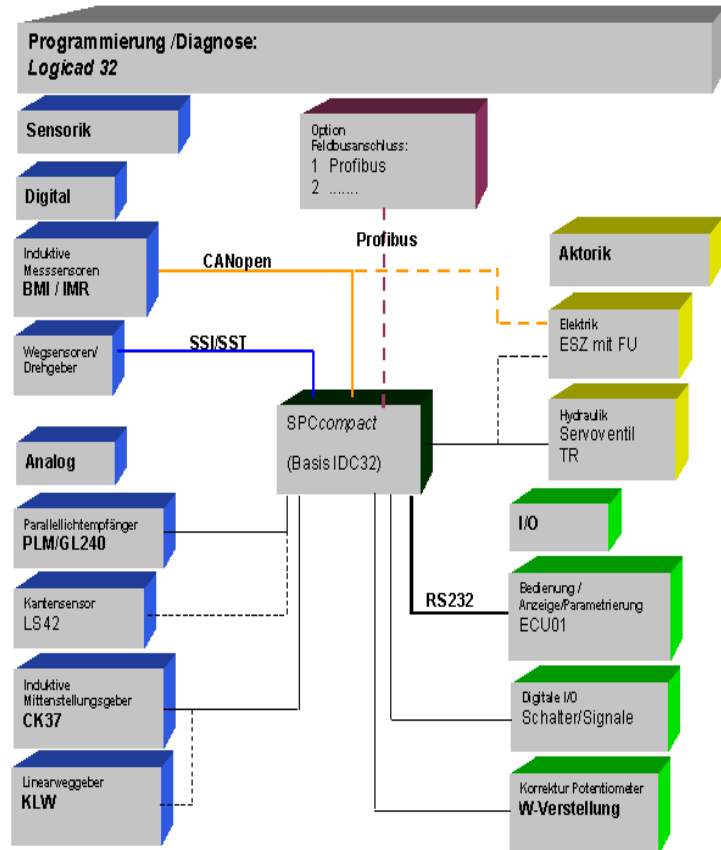 Programmierung /Diagnose:
Logicad 32
Sensorik
Option
Feldbusanschluss:
1 Profibus
2 .......
Digital
Profibus
Induktive
Messsensoren
BMI / IMR
CANopen
Aktorik
Elektrik
ESZ mit FU
Wegsensoren/
Drehgeber
SSI/SST
SPCcompact
(Basis IDC32)
Hydraulik
Servoventil
TR
Analog
Parallellichtempfänger
PLM/GL240
I/O
Kantensensor
LS42
RS232
Bedienung /
Anzeige/Parametrierung
ECU01
Induktive
Mittenstellungsgeber
CK37
Digitale I/O
Schalter/Signale
Linearweggeber
KLW
Korrektur Potentiometer
W-Verstellung